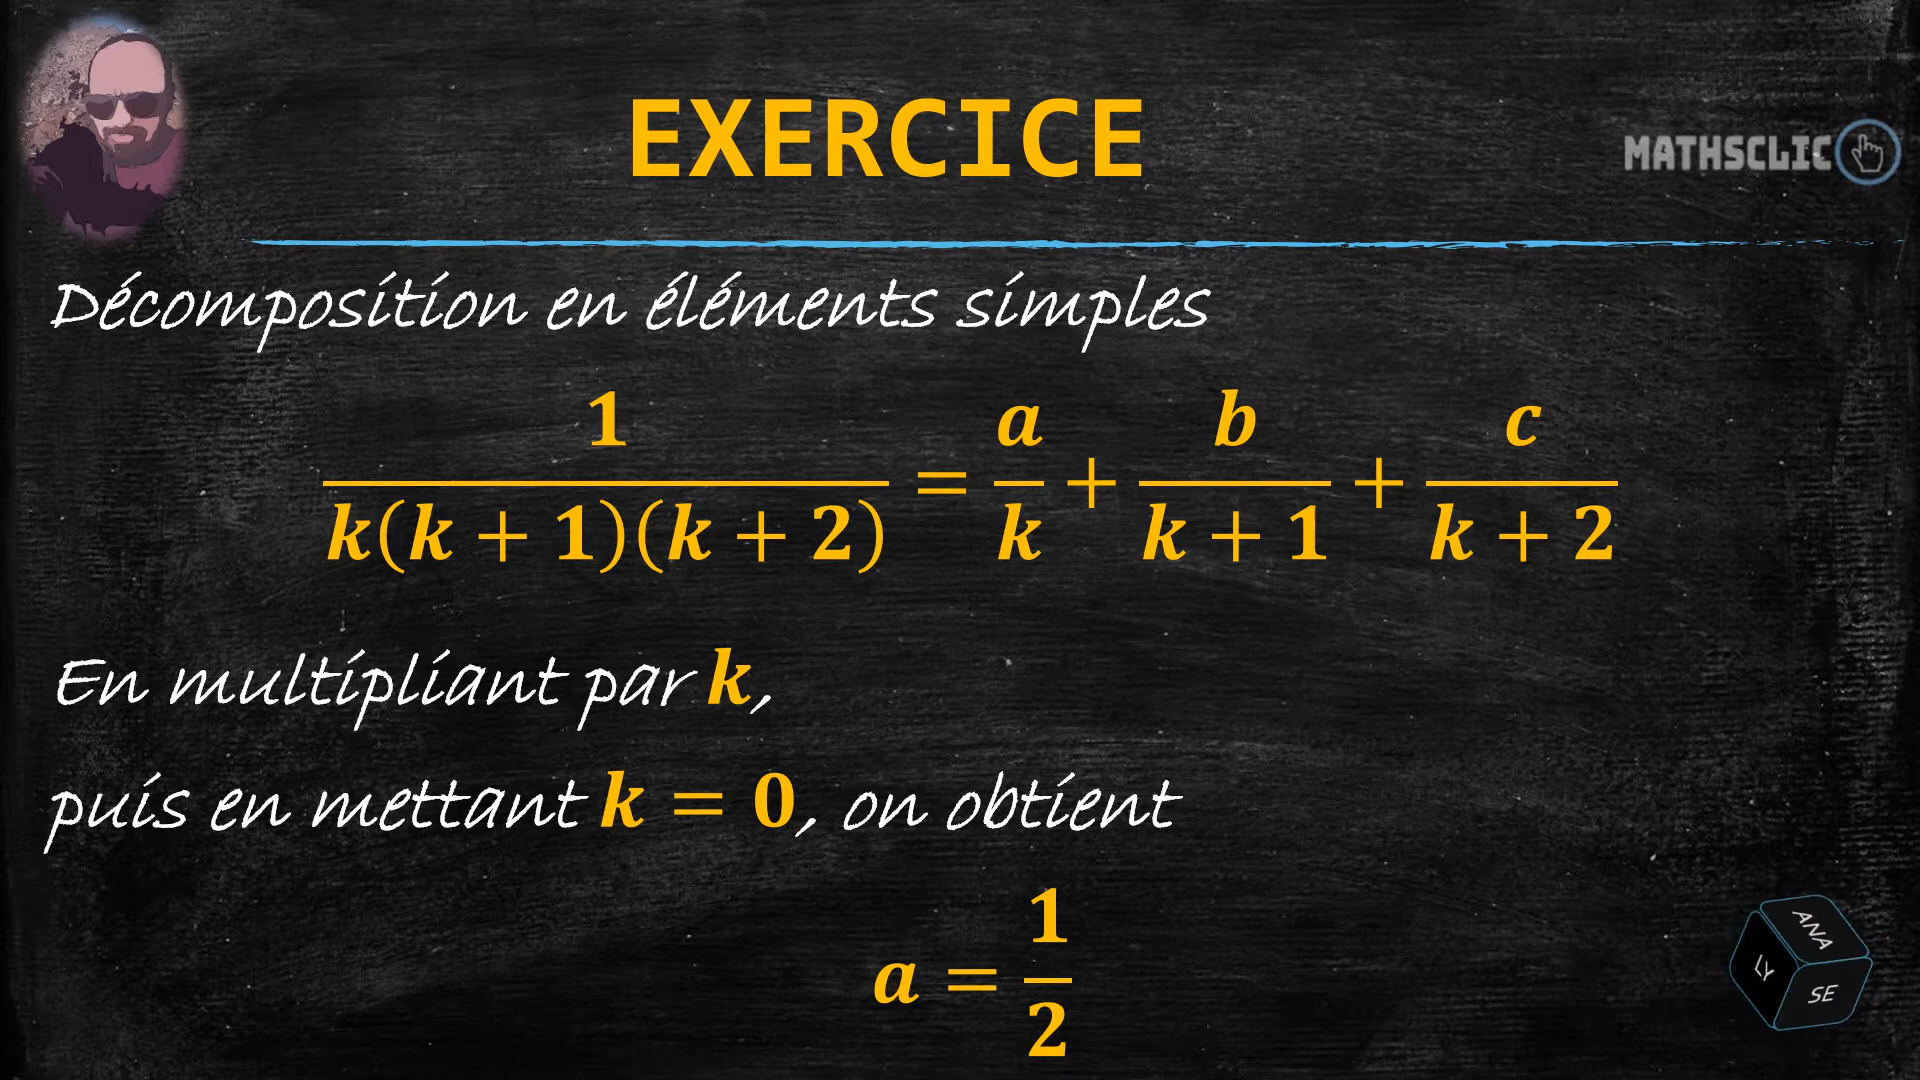 EXERCICE
MATHSCLIC
Décomposition en éléments simples
1/(k(k + 1)(k + 2)) = a/k + b/(k + 1) + c/(k + 2)
En multipliant par k,
puis en mettant k = 0, on obtient
a = 1/2
ANA
LY
SE